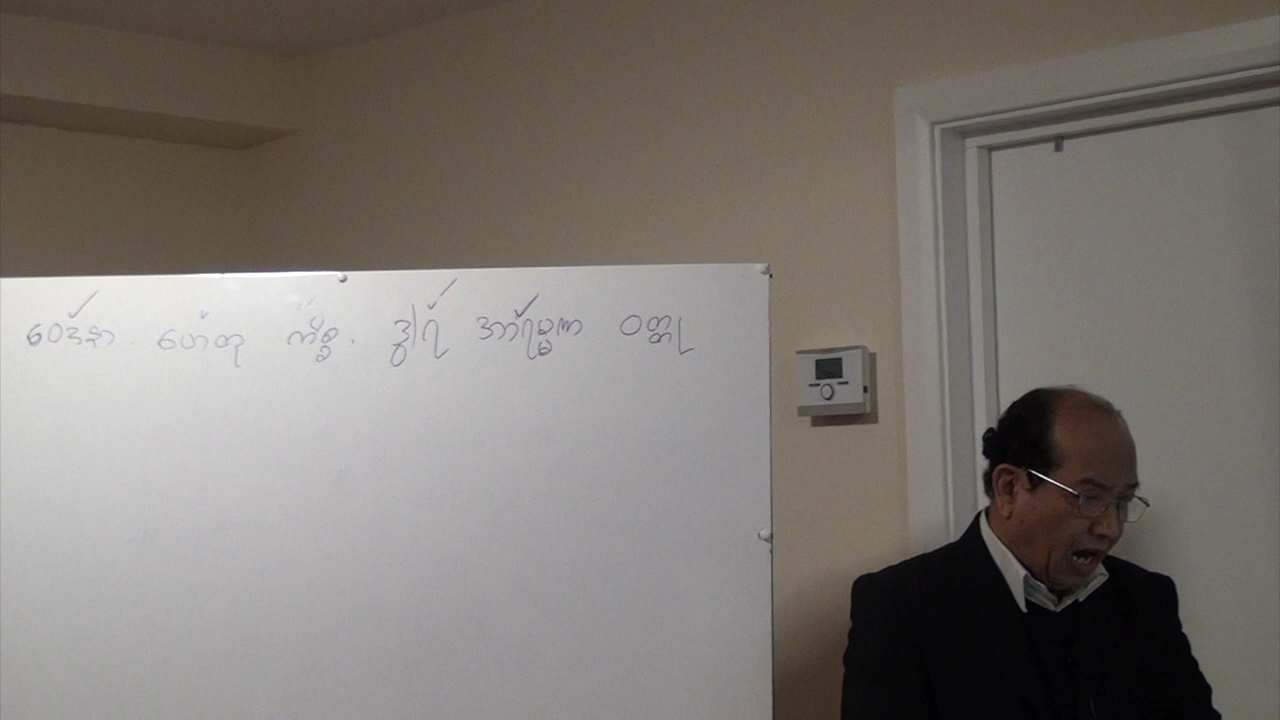 ဝေဒနာ . ဟေတု ကိစ္စ . ဒွါရ အာရမ္မဏ ဝတ္ထု